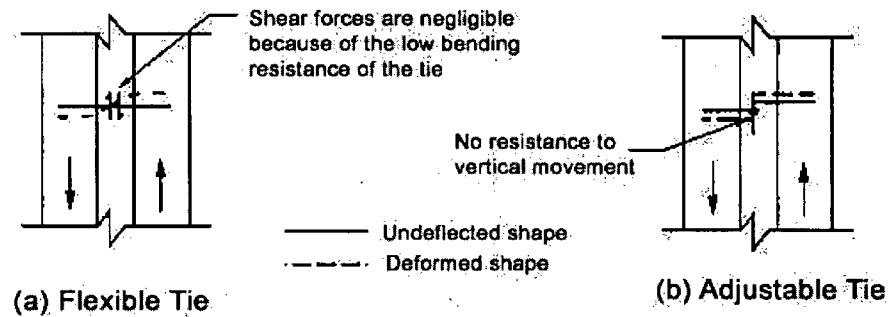 Shear forces are negligible
because of the low bending
resistance of the tie
No resistance to
vertical movement
Undeflected shape
Deformed shape
(a) Flexible Tie
(b) Adjustable Tie